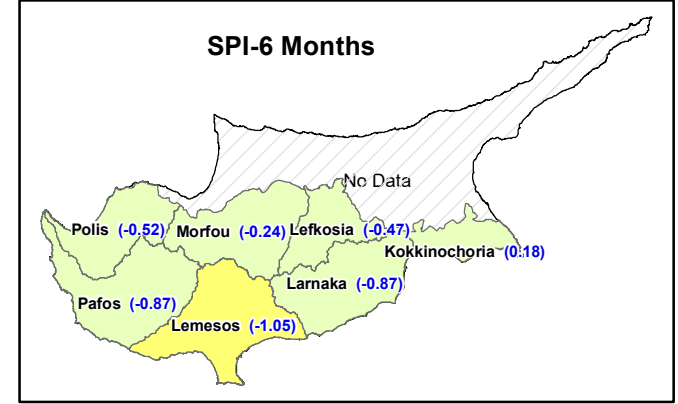 SPI-6 Months
No Data
Polis (-0.52)
Morfou (-0.24)
Lefkosia (-0.47)
Kokkinochoria (0.18)
Larnaka (-0.87)
Pafos (-0.87)
Lemesos (-1.05)